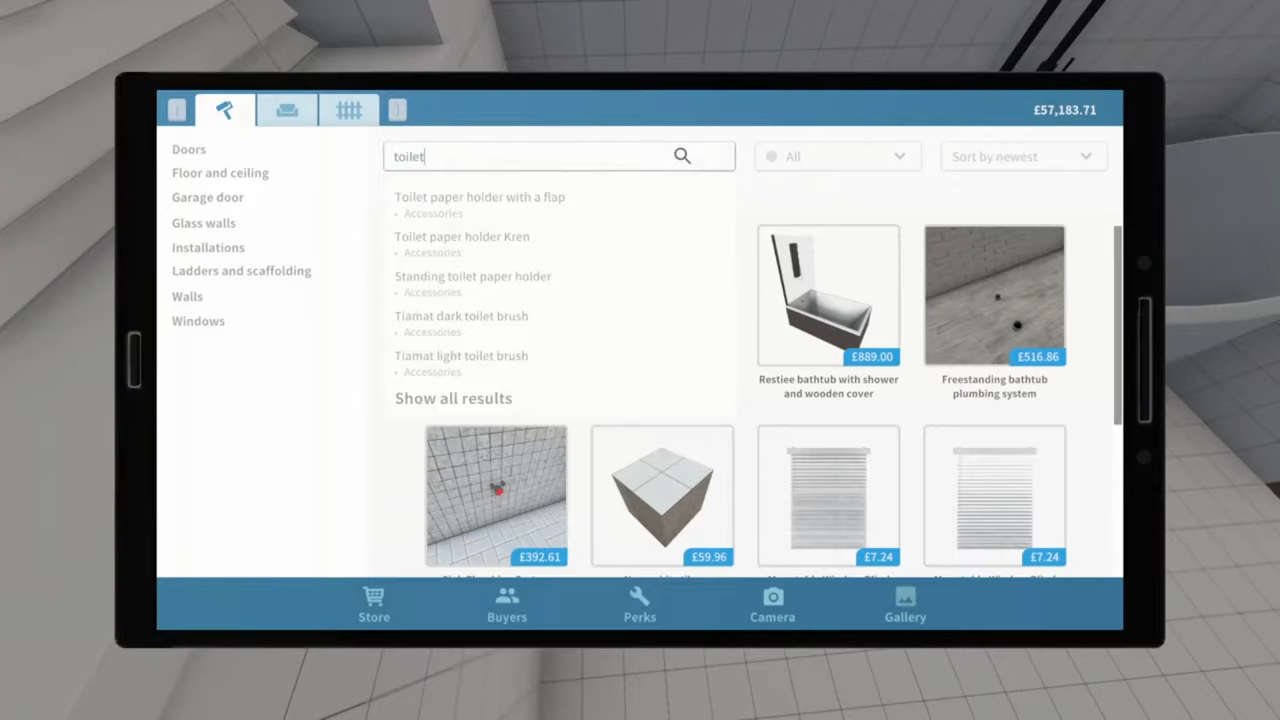 £57,183.71
Doors
Floor and ceiling
Garage door
Glass walls
Installations
Ladders and scaffolding
Walls
Windows
toilet
All
Sort by newest
Toilet paper holder with a flap
• Accessories
Toilet paper holder Kren
• Accessories
Standing toilet paper holder
• Accessories
Tiamat dark toilet brush
• Accessories
Tiamat light toilet brush
• Accessories
Show all results
£889.00
Restiee bathtub with shower
and wooden cover
£516.86
Freestanding bathtub
plumbing system
£392.61
£59.96
£7.24
£7.24
Store
Buyers
Perks
Camera
Gallery